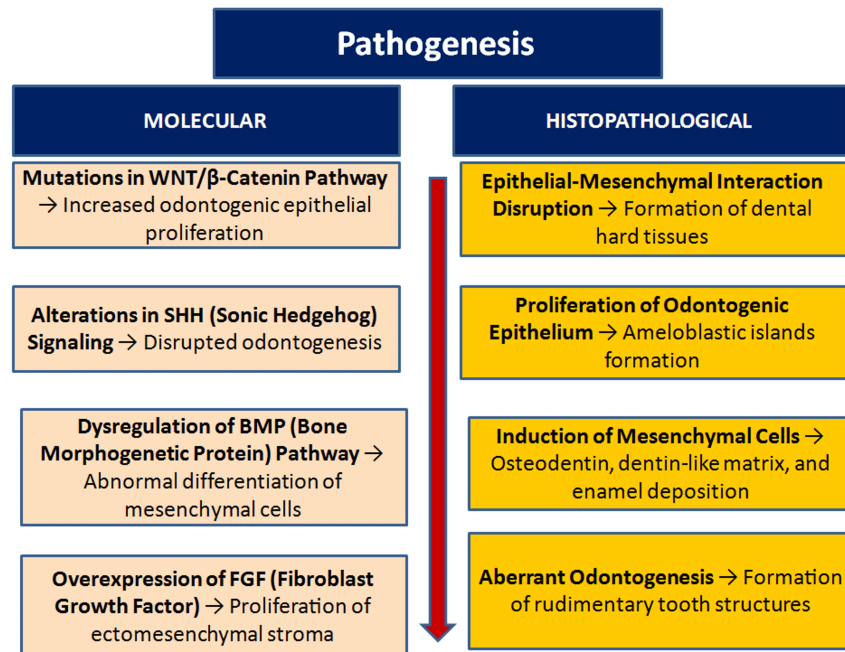 Pathogenesis
MOLECULAR
Mutations in WNT/β-Catenin Pathway
→ Increased odontogenic epithelial
proliferation
Alterations in SHH (Sonic Hedgehog)
Signaling → Disrupted odontogenesis
Dysregulation of BMP (Bone
Morphogenetic Protein) Pathway →
Abnormal differentiation of
mesenchymal cells
Overexpression of FGF (Fibroblast
Growth Factor) → Proliferation of
ectomesenchymal stroma
HISTOPATHOLOGICAL
Epithelial-Mesenchymal Interaction
Disruption → Formation of dental
hard tissues
Proliferation of Odontogenic
Epithelium → Ameloblastic islands
formation
Induction of Mesenchymal Cells →
Osteodentin, dentin-like matrix, and
enamel deposition
Aberrant Odontogenesis → Formation
of rudimentary tooth structures